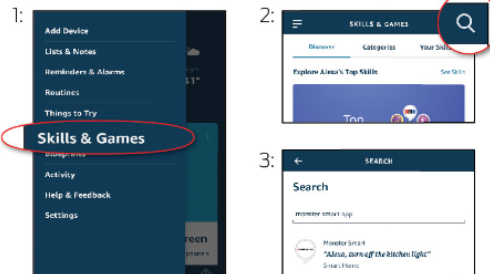 1:
Add Device
Lists & Notes
Reminders & Alarms
Routines
Things to Try
Skills & Games
Blueprints
Activity
Help & Feedback
Settings
41°
2:
SKILLS & GAMES
Discover Categories Your Skills
Explore Alexa's Top Skills See Skills
Top
3:
SEARCH
Search
monster smart app
Monster Smart
"Alexa, turn off the kitchen light"
Smart Home